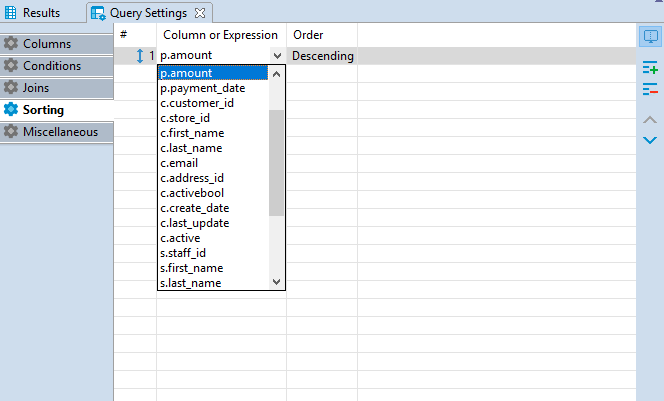 Results
Query Settings
Columns
Conditions
Joins
Sorting
Miscellaneous
# Column or Expression Order
1 p.amount Descending
p.amount
p.payment_date
c.customer_id
c.store_id
c.first_name
c.last_name
c.email
c.address_id
c.activebool
c.create_date
c.last_update
c.active
s.staff_id
s.first_name
s.last_name